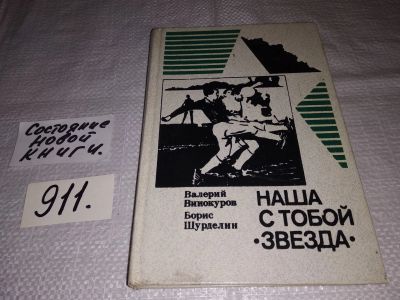 Состояние
новой
книги.
911.
Валерий
Винокуров
Борис
Шурделин
НАША
С ТОБОЙ
·ЗВЕЗДА·